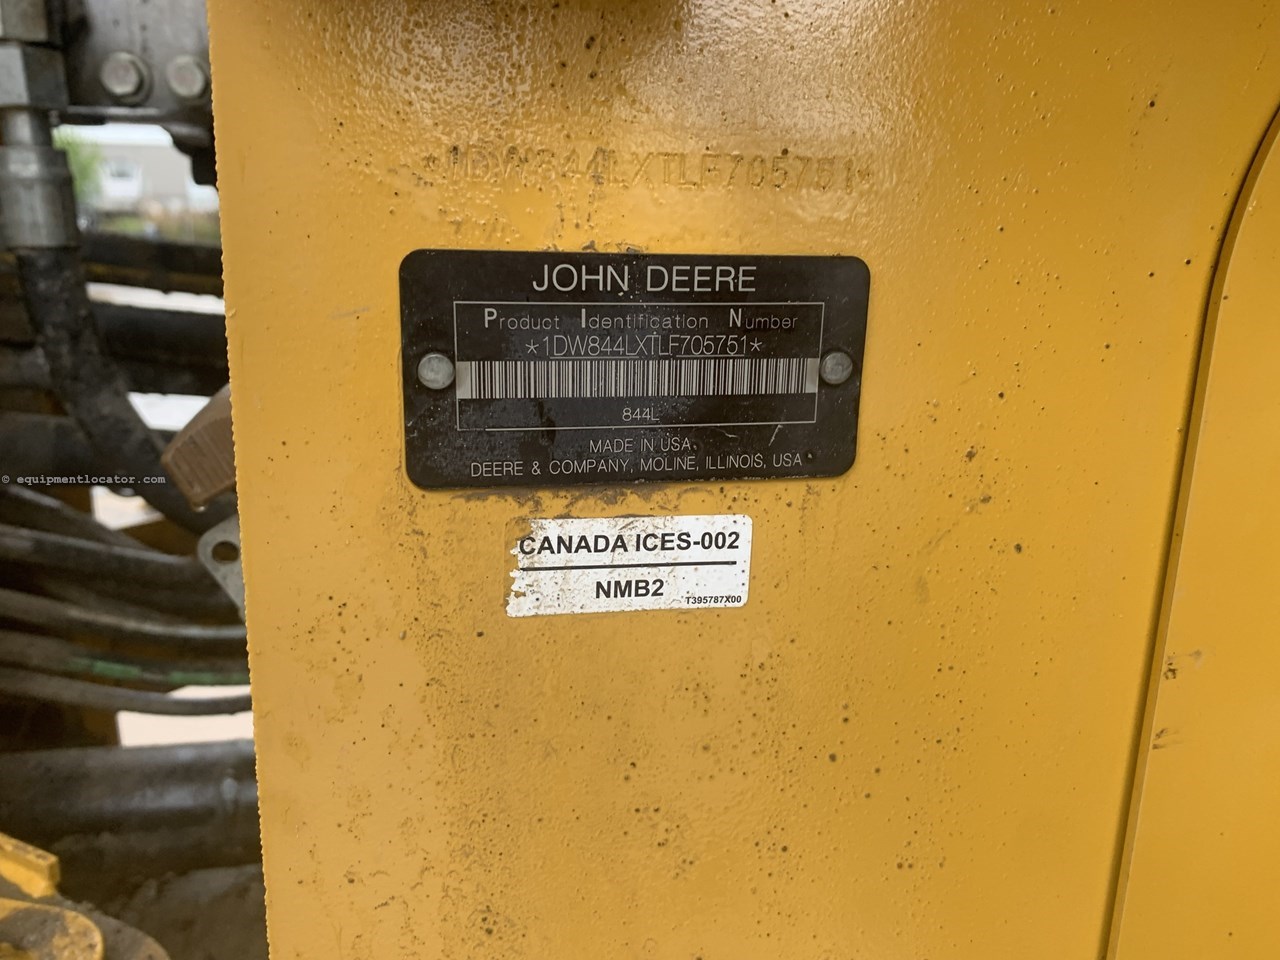 *1DW844LXTLF705751*
JOHN DEERE
Product Identification Number
*1DW844LXTLF705751*
844L
MADE IN USA
DEERE & COMPANY, MOLINE, ILLINOIS, USA
CANADA ICES-002
NMB2
T395787X00
© equipmentlocator.com